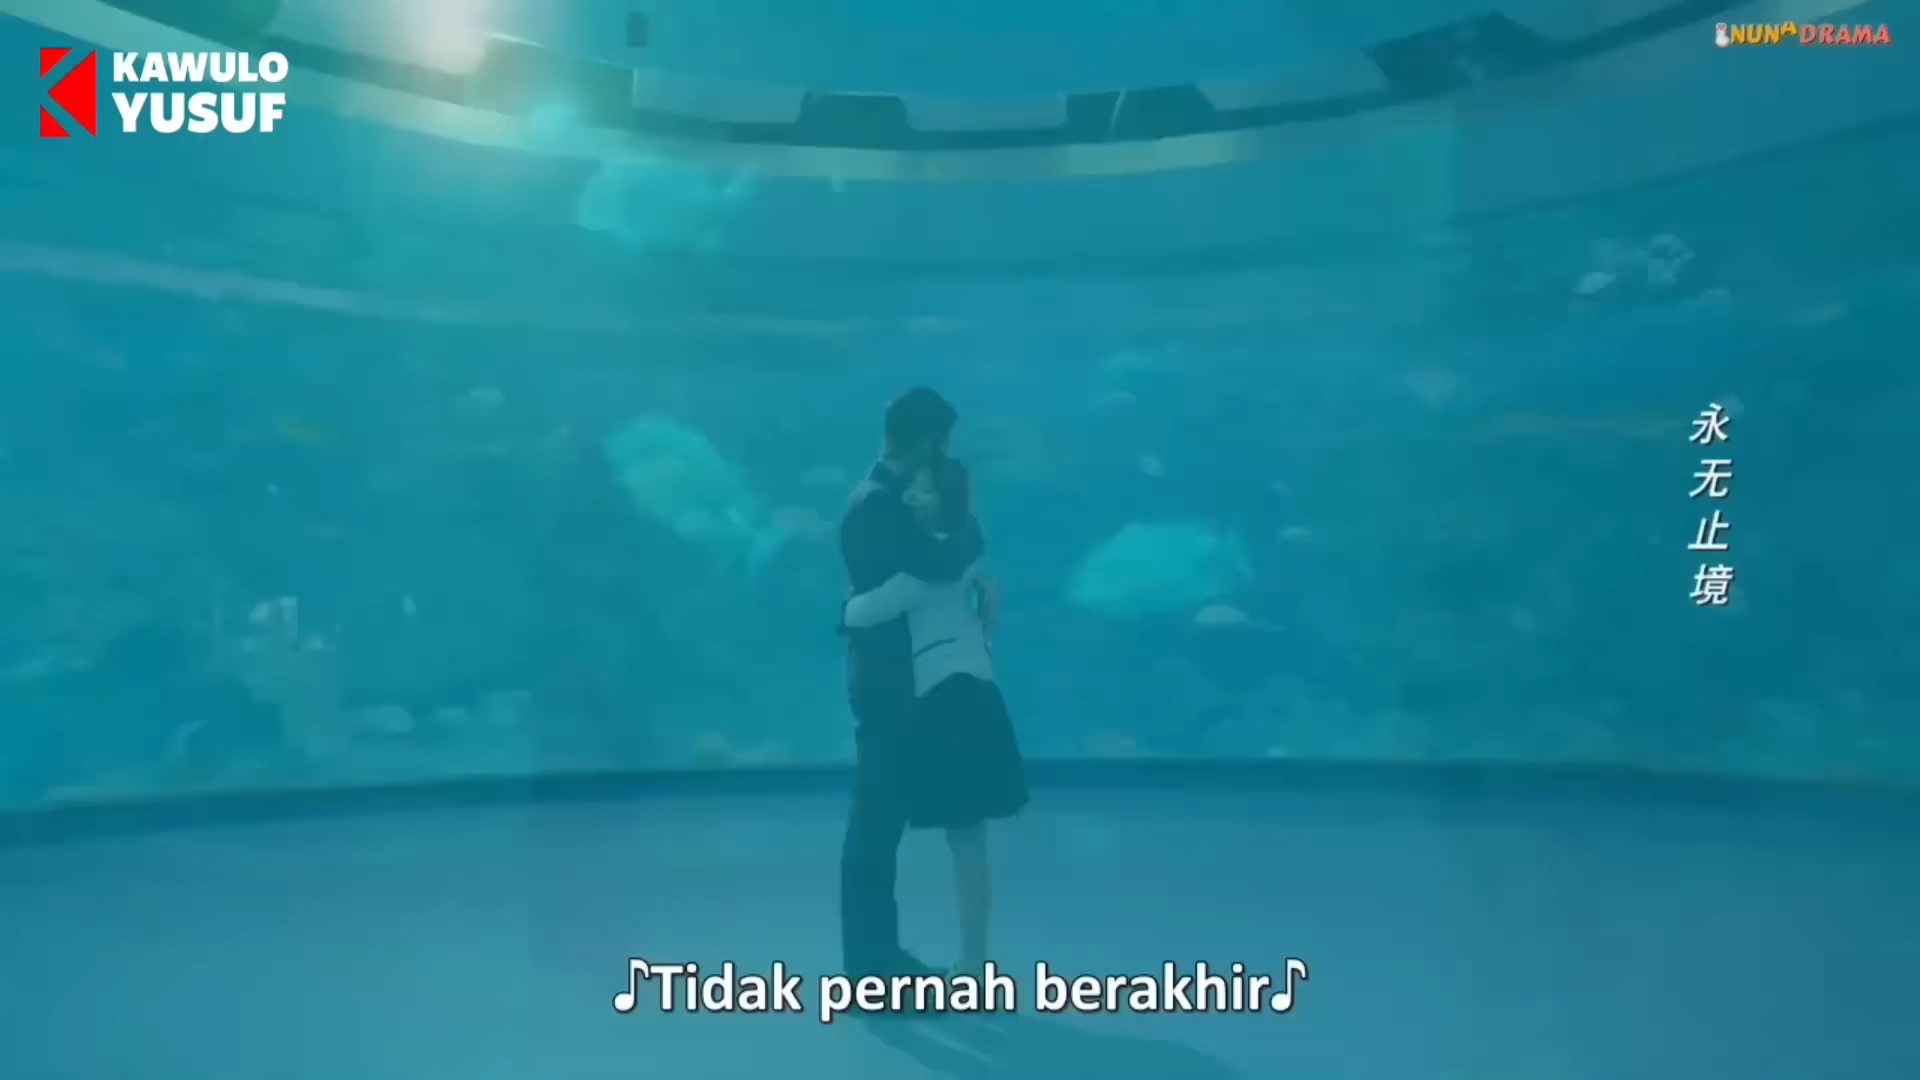 KAWULO
YUSUF
NUNADRAMA
永无止境
♪Tidak pernah berakhir♪